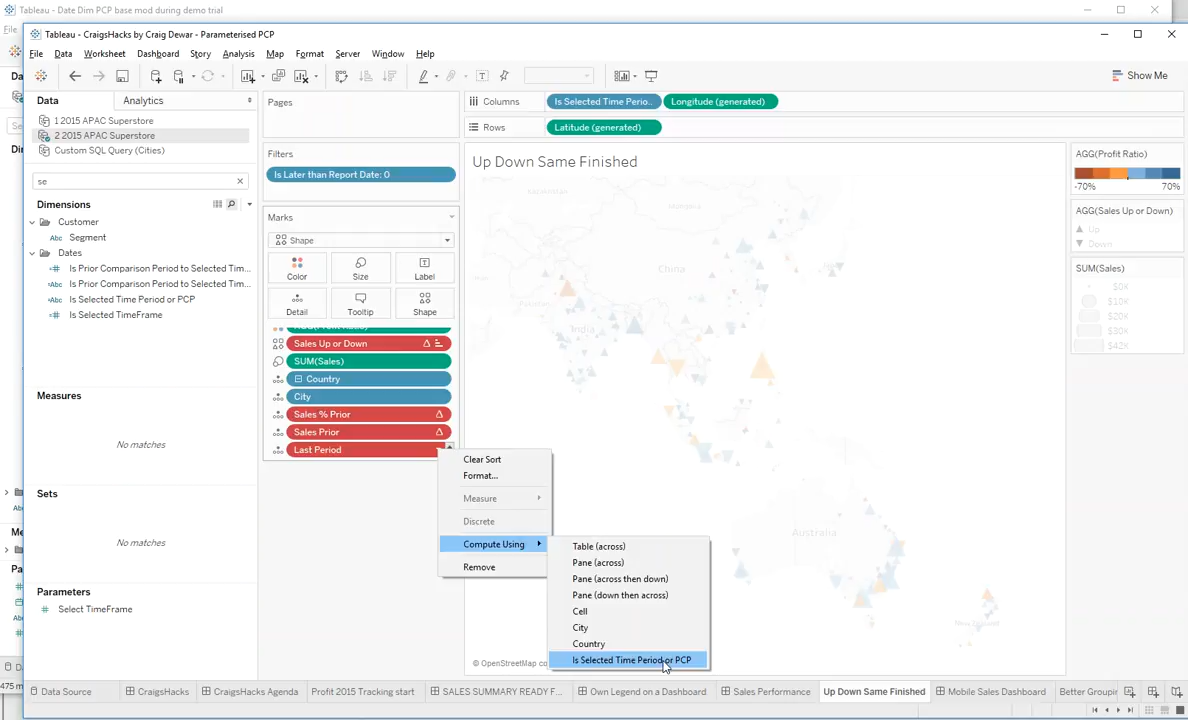 Tableau - Date Dim PCP base mod during demo trial
Tableau - CraigsHacks by Craig Dewar - Parameterised PCP
File Data Worksheet Dashboard Story Analysis Map Format Server Window Help
Show Me
Data Analytics
1 2015 APAC Superstore
2 2015 APAC Superstore
Custom SQL Query (Cities)
se
Dimensions
Customer
Abc Segment
Dates
Is Prior Comparison Period to Selected Tim...
Is Prior Comparison Period to Selected Tim...
Is Selected Time Period or PCP
Is Selected TimeFrame
Measures
No matches
Sets
No matches
Parameters
# Select TimeFrame
Pages
Filters
Is Later than Report Date: 0
Marks
Shape
Color Size Label
Detail Tooltip Shape
Sales Up or Down
SUM(Sales)
Country
City
Sales % Prior
Sales Prior
Last Period
Columns Is Selected Time Perio.. Longitude (generated)
Rows Latitude (generated)
Up Down Same Finished
China
India
Australia
© OpenStreetMap co
Clear Sort
Format...
Measure
Discrete
Compute Using
Remove
Table (across)
Pane (across)
Pane (across then down)
Pane (down then across)
Cell
City
Country
Is Selected Time Period or PCP
AGG(Profit Ratio)
-70% 70%
AGG(Sales Up or Down)
Up
Down
SUM(Sales)
$0K
$10K
$20K
$30K
$42K
Data Source CraigsHacks CraigsHacks Agenda Profit 2015 Tracking start SALES SUMMARY READY F... Own Legend on a Dashboard Sales Performance Up Down Same Finished Mobile Sales Dashboard Better Groupin